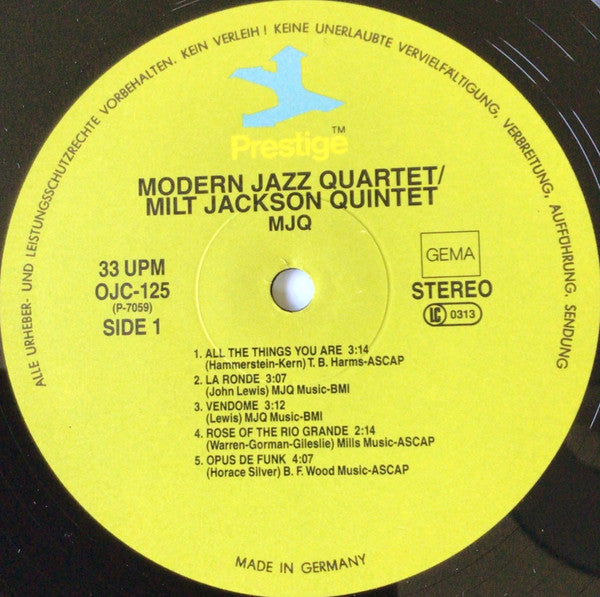 ALLE URHEBER- UND LEISTUNGSSCHUTZRECHTE VORBEHALTEN. KEIN VERLEIH! KEINE UNERLAUBTE VERVIELFÄLTIGUNG, VERBREITUNG, AUFFÜHRUNG, SENDUNG
Prestige™
MODERN JAZZ QUARTET/
MILT JACKSON QUINTET
MJQ
33 UPM
OJC-125
(P-7059)
SIDE 1
GEMA
STEREO
LC 0313
1. ALL THE THINGS YOU ARE 3:14
(Hammerstein-Kern) T. B. Harms-ASCAP
2. LA RONDE 3:07
(John Lewis) MJQ Music-BMI
3. VENDOME 3:12
(Lewis) MJQ Music-BMI
4. ROSE OF THE RIO GRANDE 2:14
(Warren-Gorman-Gileslie) Mills Music-ASCAP
5. OPUS DE FUNK 4:07
(Horace Silver) B. F. Wood Music-ASCAP
MADE IN GERMANY